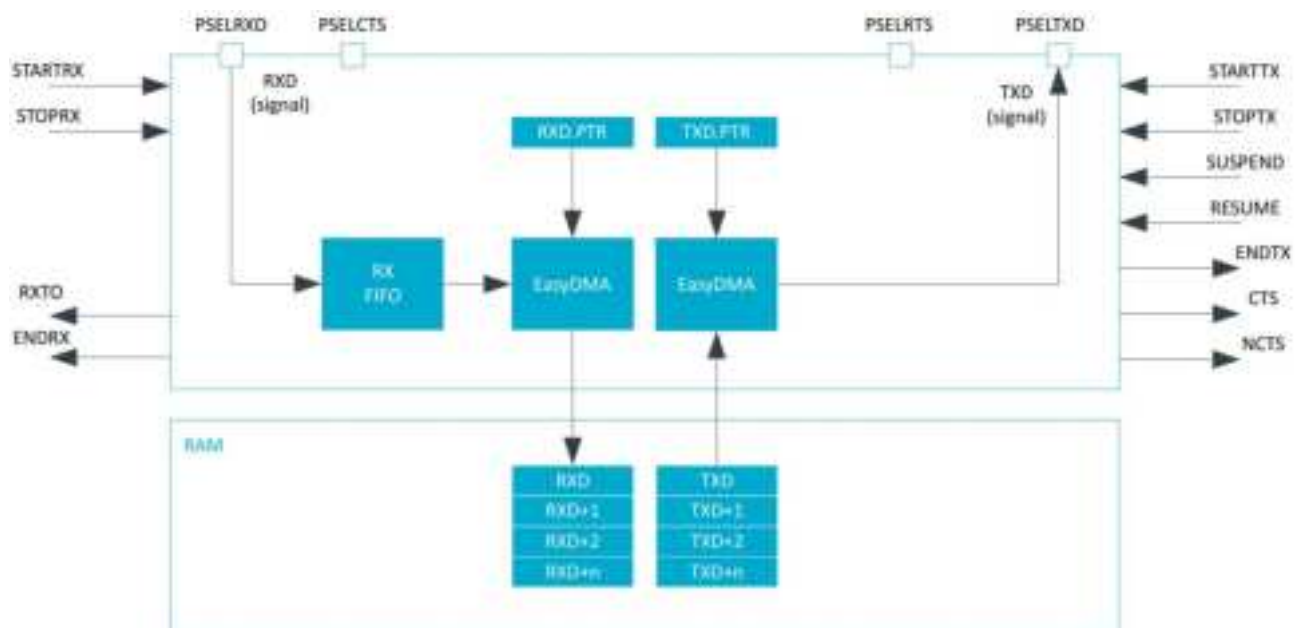 PSELRXD
PSELCTS
PSELRTS
PSELTXD
STARTRX
STOPRX
RXD
(signal)
TXD
(signal)
STARTTX
STOPTX
SUSPEND
RESUME
RXD.PTR
TXD.PTR
RX
FIFO
EasyDMA
EasyDMA
RXTO
ENDRX
ENDTX
CTS
NCTS
RAM
RXD
RXD+1
RXD+2
RXD+n
TXD
TXD+1
TXD+2
TXD+n